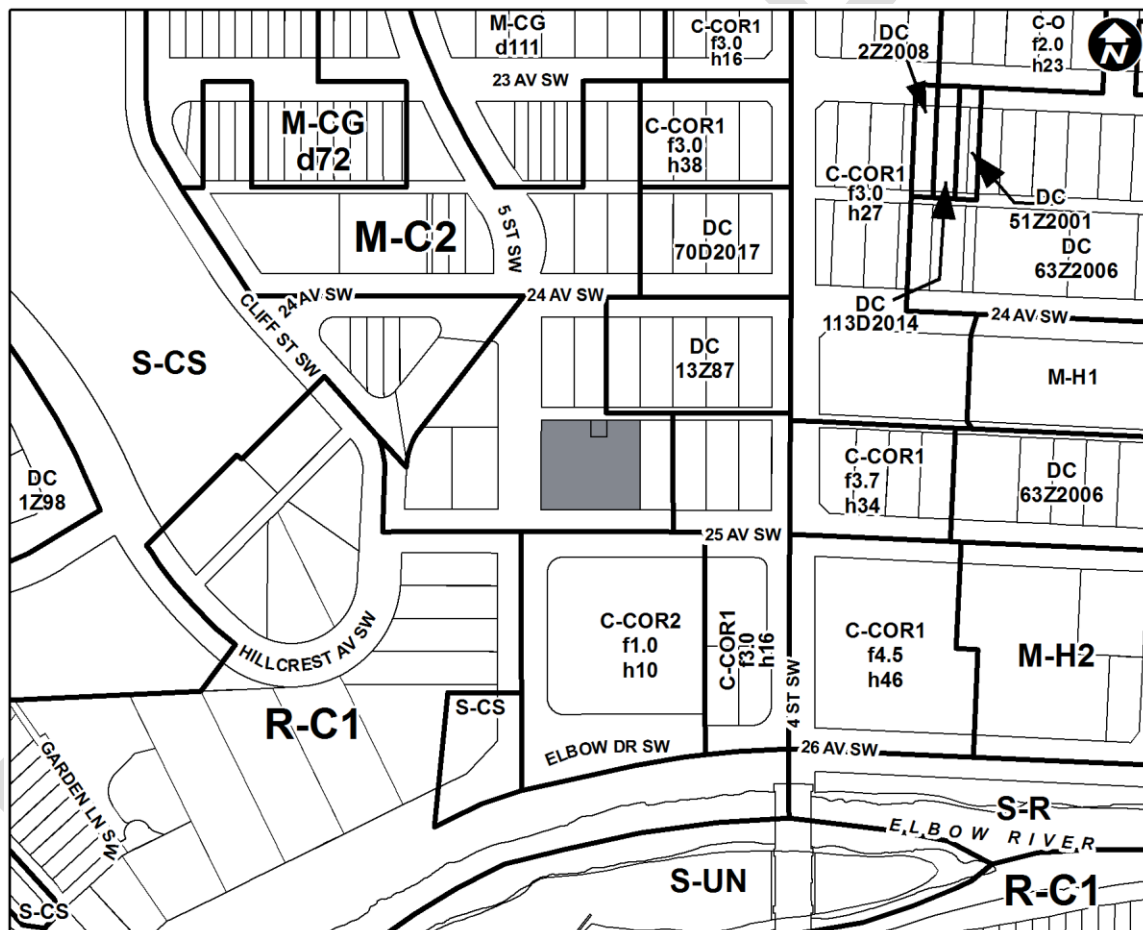 M-CG
d111
C-COR1
f3.0
h16
DC
2Z2008
C-O
f2.0
h23
N
23 AV SW
M-CG
d72
C-COR1
f3.0
h38
C-COR1
f3.0
h27
DC
51Z2001
DC
63Z2006
M-C2
5 ST SW
DC
70D2017
24 AV SW
24 AV SW
DC
113D2014
24 AV SW
CLIFF ST SW
S-CS
DC
13Z87
M-H1
DC
1Z98
C-COR1
f3.7
h34
DC
63Z2006
25 AV SW
HILLCREST AV SW
C-COR2
f1.0
h10
C-COR1
f3.0
h16
4 ST SW
C-COR1
f4.5
h46
M-H2
R-C1
S-CS
GARDEN LN SW
ELBOW DR SW
26 AV SW
S-R
ELBOW RIVER
S-UN
R-C1
S-CS